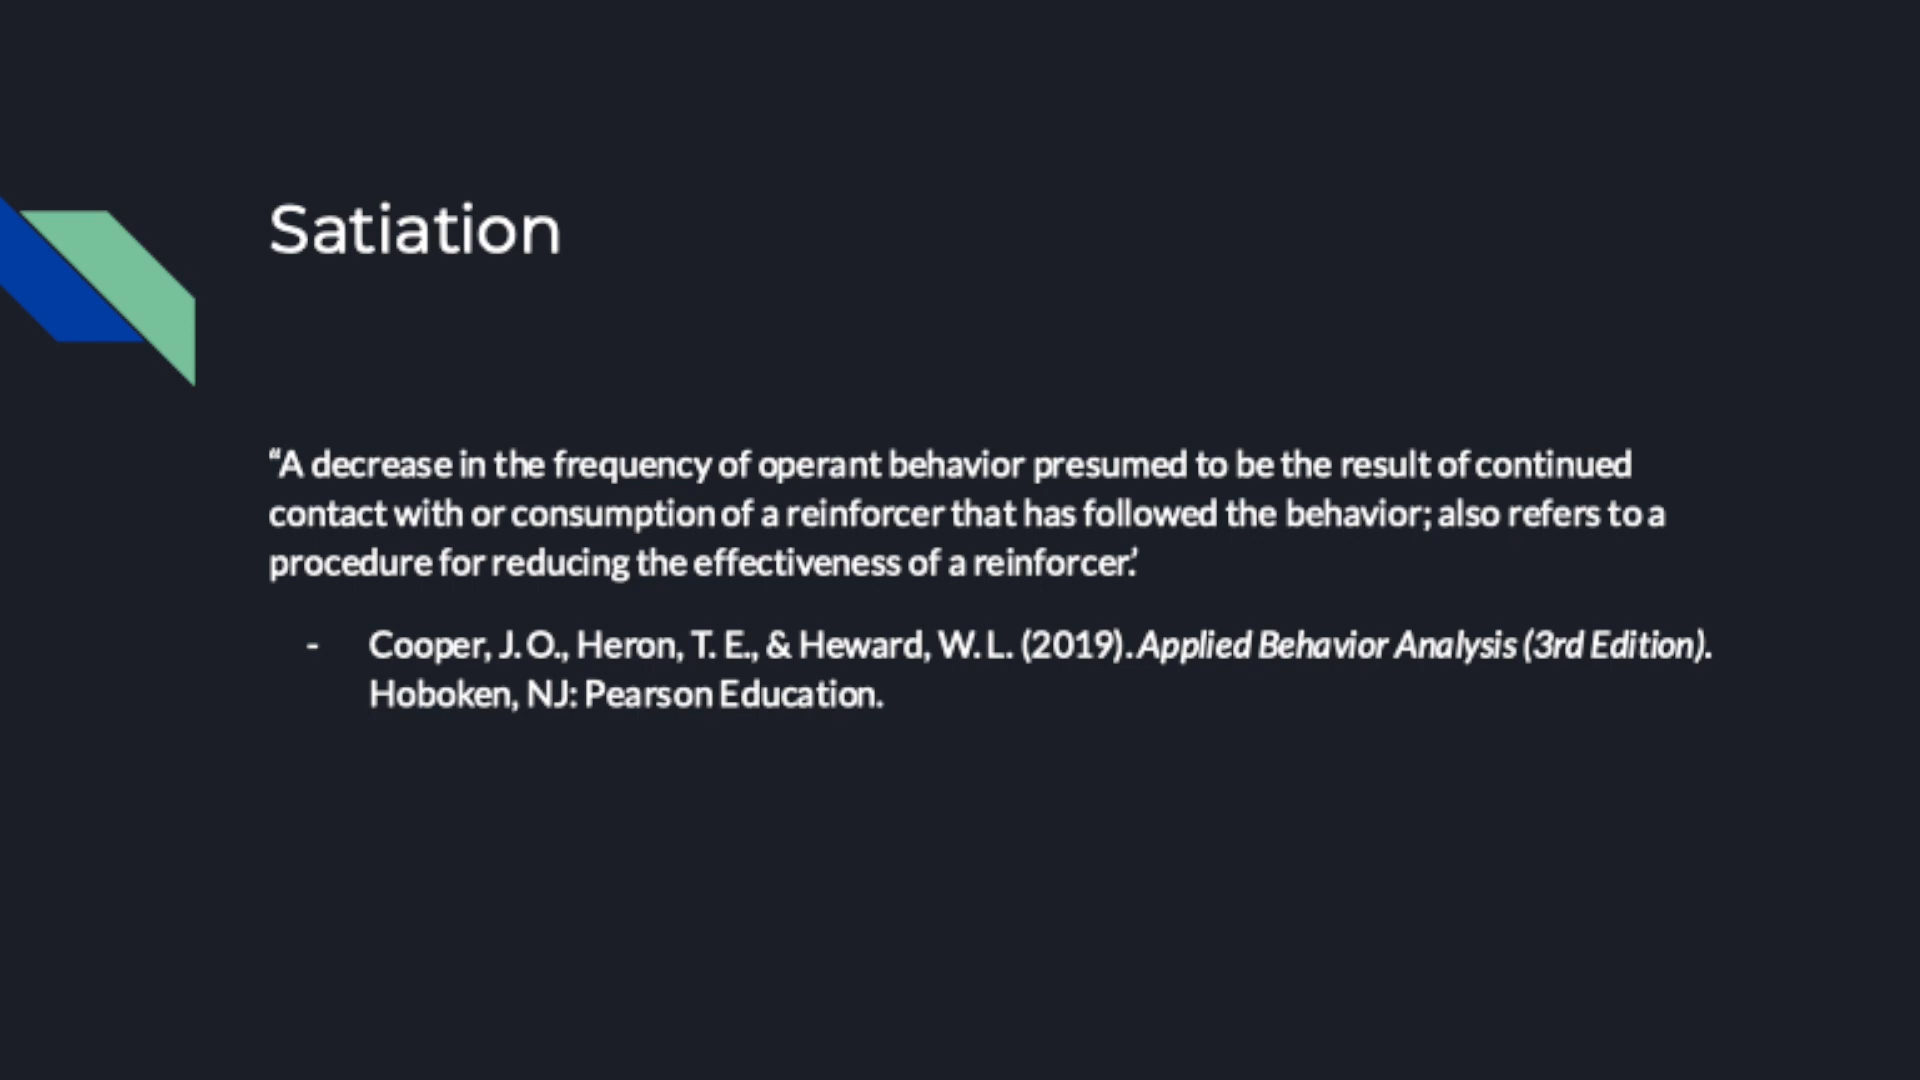 Satiation
“A decrease in the frequency of operant behavior presumed to be the result of continued
contact with or consumption of a reinforcer that has followed the behavior; also refers to a
procedure for reducing the effectiveness of a reinforcer.’
- Cooper, J. O., Heron, T. E., & Heward, W. L. (2019). Applied Behavior Analysis (3rd Edition).
Hoboken, NJ: Pearson Education.